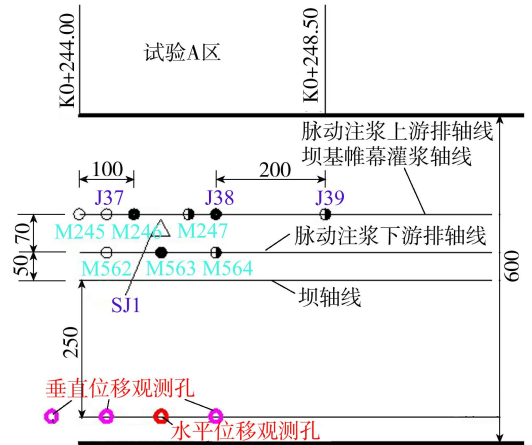 K0+244.00
试验A区
K0+248.50
脉动注浆上游排轴线
坝基帷幕灌浆轴线
100
200
J37
J38
J39
M245
M246
M247
70
脉动注浆下游排轴线
600
50
M562
M563
M564
坝轴线
SJ1
250
垂直位移观测孔
水平位移观测孔